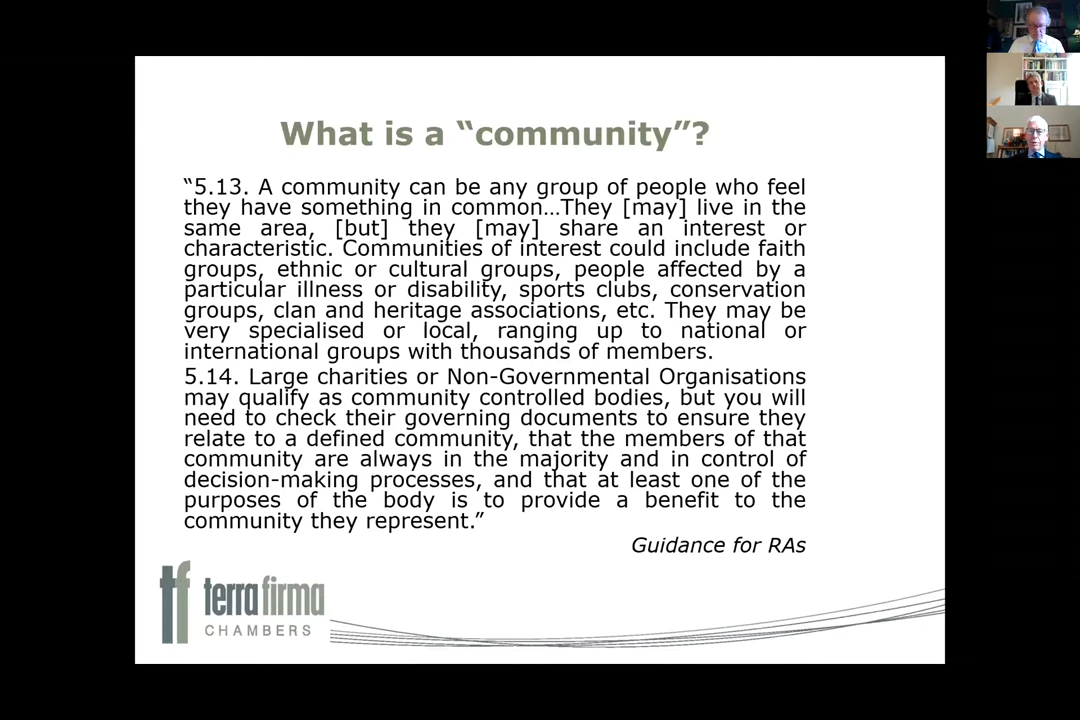 What is a “community”?
“5.13. A community can be any group of people who feel
they have something in common…They [may] live in the
same area, [but] they [may] share an interest or
characteristic. Communities of interest could include faith
groups, ethnic or cultural groups, people affected by a
particular illness or disability, sports clubs, conservation
groups, clan and heritage associations, etc. They may be
very specialised or local, ranging up to national or
international groups with thousands of members.
5.14. Large charities or Non-Governmental Organisations
may qualify as community controlled bodies, but you will
need to check their governing documents to ensure they
relate to a defined community, that the members of that
community are always in the majority and in control of
decision-making processes, and that at least one of the
purposes of the body is to provide a benefit to the
community they represent.”
Guidance for RAs
tf terra firma
CHAMBERS